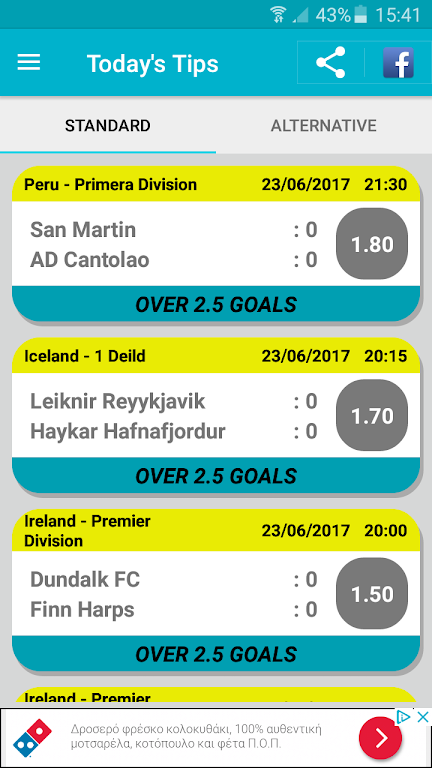 43% 15:41
Today's Tips
f
STANDARD ALTERNATIVE
Peru - Primera Division 23/06/2017 21:30
San Martin : 0
AD Cantolao : 0
1.80
OVER 2.5 GOALS
Iceland - 1 Deild 23/06/2017 20:15
Leiknir Reyykjavik : 0
Haykar Hafnafjordur : 0
1.70
OVER 2.5 GOALS
Ireland - Premier
Division 23/06/2017 20:00
Dundalk FC : 0
Finn Harps : 0
1.50
OVER 2.5 GOALS
Ireland - Premier
Δροσερό φρέσκο κολοκυθάκι, 100% αυθεντική
μοτσαρέλα, κοτόπουλο και φέτα Π.Ο.Π.